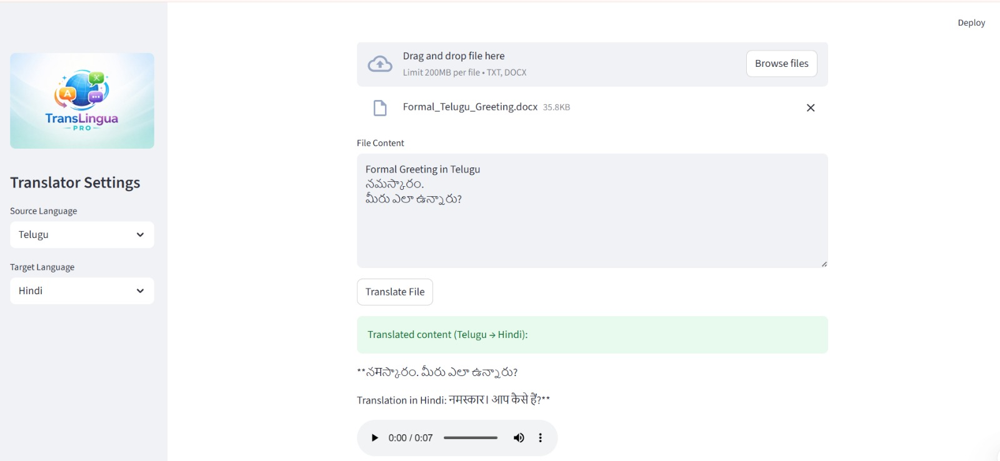 Deploy
A
文
TransLingua
PRO
Translator Settings
Source Language
Telugu
Target Language
Hindi
Drag and drop file here
Limit 200MB per file • TXT, DOCX
Browse files
Formal_Telugu_Greeting.docx 35.8KB
File Content
Formal Greeting in Telugu
నమస్కారం.
మీరు ఎలా ఉన్నారు?
Translate File
Translated content (Telugu → Hindi):
**నमస్కారం. మీరు ఎలా ఉన్నారు?
Translation in Hindi: नमस्कार। आप कैसे हैं?**
0:00 / 0:07